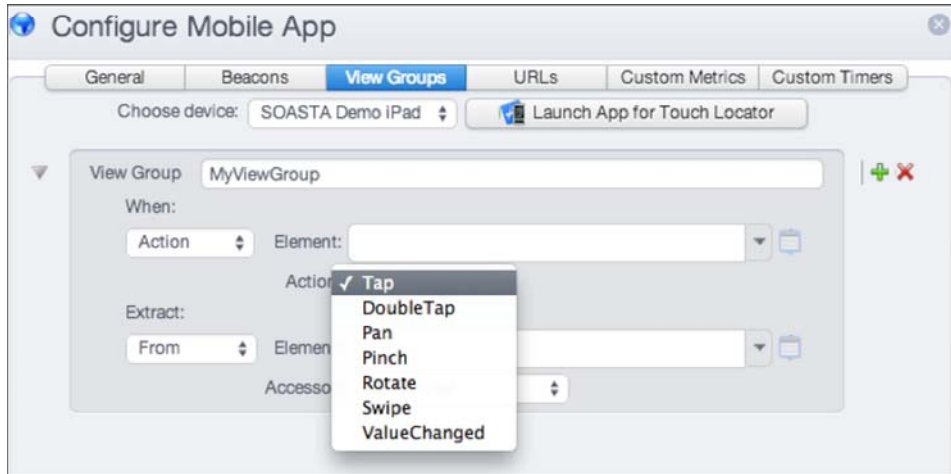 Configure Mobile App
General Beacons View Groups URLs Custom Metrics Custom Timers
Choose device: SOASTA Demo iPad Launch App for Touch Locator
View Group MyViewGroup
When:
Action Element:
Action ✓ Tap
DoubleTap
Pan
Pinch
Rotate
Swipe
ValueChanged
Extract:
From Elemen
Accesso